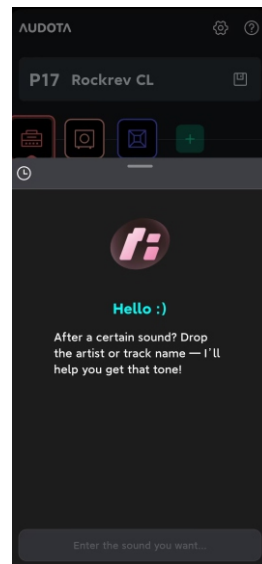 ΛUDOTΛ
P17 Rockrev CL
Hello :)
After a certain sound? Drop
the artist or track name — I'll
help you get that tone!
Enter the sound you want...